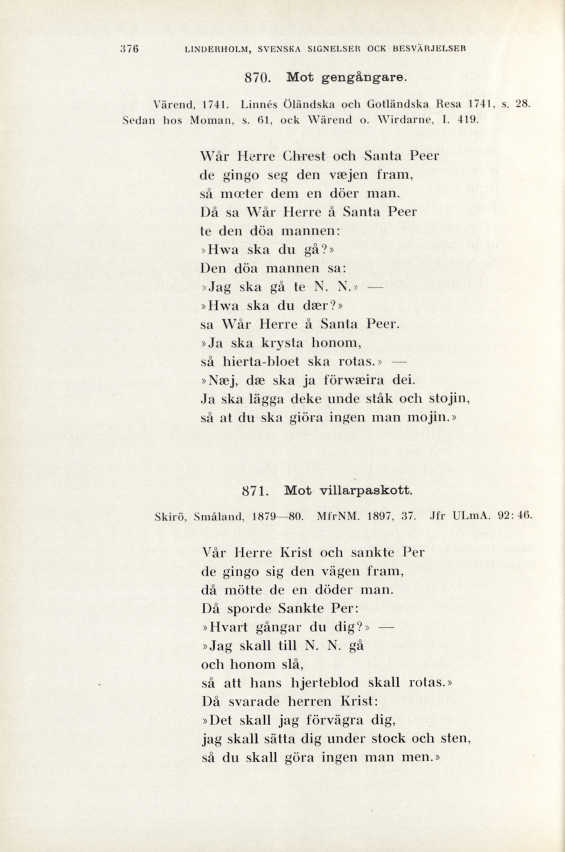 376 LINDERHOLM, SVENSKA SIGNELSER OCK BESVÄRJELSER
870. Mot gengångare.
Värend, 1741. Linnés Öländska och Gotländska Resa 1741, s. 28.
Sedan hos Moman, s. 61, ock Wärend o. Wirdarne, I. 419.
Wår Herre Chrest och Santa Peer
de gingo seg den væjen fram,
så mœter dem en döer man.
Då sa Wår Herre å Santa Peer
te den döa mannen:
»Hwa ska du gå?»
Den döa mannen sa:
»Jag ska gå te N. N.» —
»Hwa ska du dær?»
sa Wår Herre å Santa Peer.
»Ja ska krysta honom,
så hierta-bloet ska rotas.» —
»Næj, dæ ska ja förwæira dei.
Ja ska lägga deke unde ståk och stojin,
så at du ska giöra ingen man mojin.»
871. Mot villarpaskott.
Skirö, Småland, 1879—80. MfrNM. 1897, 37. Jfr ULmA. 92: 46.
Vår Herre Krist och sankte Per
de gingo sig den vägen fram,
då mötte de en döder man.
Då sporde Sankte Per:
»Hvart gångar du dig?» —
»Jag skall till N. N. gå
och honom slå,
så att hans hjerteblod skall rotas.»
Då svarade herren Krist:
»Det skall jag förvägra dig,
jag skall sätta dig under stock och sten,
så du skall göra ingen man men.»